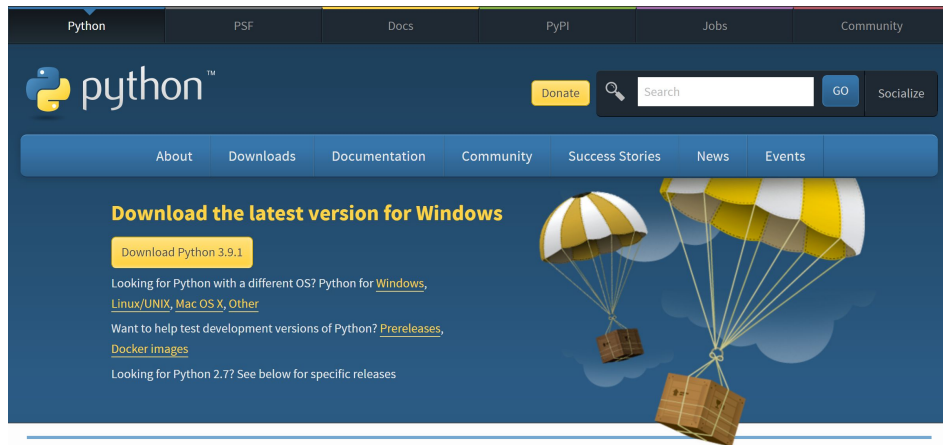 Python PSF Docs PyPI Jobs Community
python™
Donate Search GO Socialize
About Downloads Documentation Community Success Stories News Events
Download the latest version for Windows
Download Python 3.9.1
Looking for Python with a different OS? Python for Windows,
Linux/UNIX, Mac OS X, Other
Want to help test development versions of Python? Prereleases,
Docker images
Looking for Python 2.7? See below for specific releases